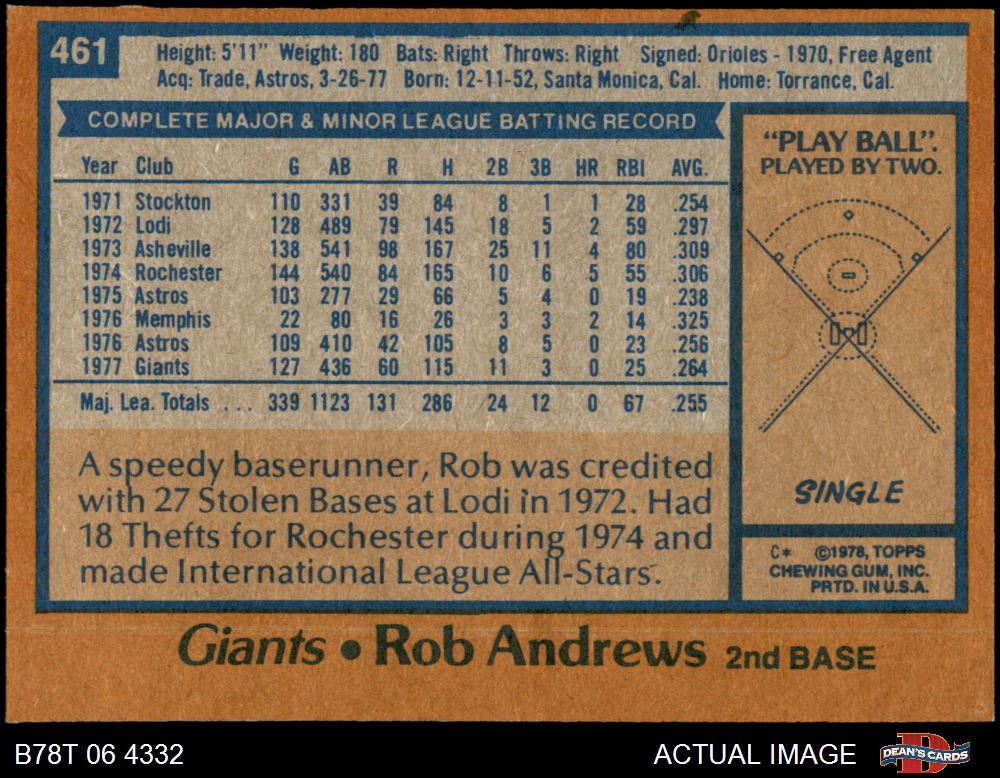 461
Height: 5'11" Weight: 180 Bats: Right Throws: Right Signed: Orioles - 1970, Free Agent
Acq: Trade, Astros, 3-26-77 Born: 12-11-52, Santa Monica, Cal. Home: Torrance, Cal.
COMPLETE MAJOR & MINOR LEAGUE BATTING RECORD
Year Club G AB R H 2B 3B HR RBI AVG.
1971 Stockton 110 331 39 84 8 1 1 28 .254
1972 Lodi 128 489 79 145 18 5 2 59 .297
1973 Asheville 138 541 98 167 25 11 4 80 .309
1974 Rochester 144 540 84 165 10 6 5 55 .306
1975 Astros 103 277 29 66 5 4 0 19 .238
1976 Memphis 22 80 16 26 3 3 2 14 .325
1976 Astros 109 410 42 105 8 5 0 23 .256
1977 Giants 127 436 60 115 11 3 0 25 .264
Maj. Lea. Totals . . . 339 1123 131 286 24 12 0 67 .255
A speedy baserunner, Rob was credited
with 27 Stolen Bases at Lodi in 1972. Had
18 Thefts for Rochester during 1974 and
made International League All-Stars.
"PLAY BALL":
PLAYED BY TWO.
SINGLE
C* ©1978, TOPPS
CHEWING GUM, INC.
PRTD. IN U.S.A.
Giants • Rob Andrews 2nd BASE
B78T 06 4332
ACTUAL IMAGE
DEAN'S CARDS